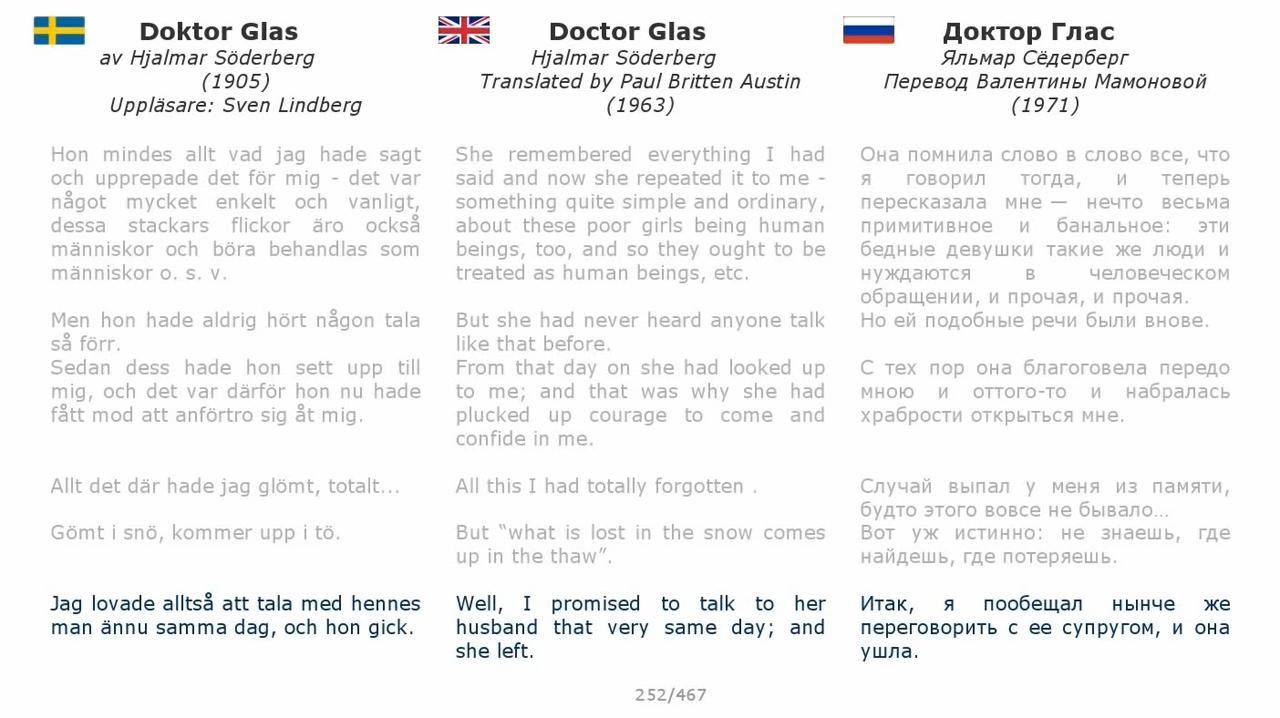 Doktor Glas
av Hjalmar Söderberg
(1905)
Uppläsare: Sven Lindberg
Hon mindes allt vad jag hade sagt
och upprepade det för mig - det var
något mycket enkelt och vanligt,
dessa stackars flickor äro också
människor och böra behandlas som
människor o. s. v.
Men hon hade aldrig hört någon tala
så förr.
Sedan dess hade hon sett upp till
mig, och det var därför hon nu hade
fått mod att anförtro sig åt mig.
Allt det där hade jag glömt, totalt...
Gömt i snö, kommer upp i tö.
Jag lovade alltså att tala med hennes
man ännu samma dag, och hon gick.
Doctor Glas
Hjalmar Söderberg
Translated by Paul Britten Austin
(1963)
She remembered everything I had
said and now she repeated it to me -
something quite simple and ordinary,
about these poor girls being human
beings, too, and so they ought to be
treated as human beings, etc.
But she had never heard anyone talk
like that before.
From that day on she had looked up
to me; and that was why she had
plucked up courage to come and
confide in me.
All this I had totally forgotten .
But “what is lost in the snow comes
up in the thaw”.
Well, I promised to talk to her
husband that very same day; and
she left.
Доктор Глас
Яльмар Сёдерберг
Перевод Валентины Мамоновой
(1971)
Она помнила слово в слово все, что
я говорил тогда, и теперь
пересказала мне — нечто весьма
примитивное и банальное: эти
бедные девушки такие же люди и
нуждаются в человеческом
обращении, и прочая, и прочая.
Но ей подобные речи были внове.
С тех пор она благоговела передо
мною и оттого-то и набралась
храбрости открыться мне.
Случай выпал у меня из памяти,
будто этого вовсе не бывало…
Вот уж истинно: не знаешь, где
найдешь, где потеряешь.
Итак, я пообещал нынче же
переговорить с ее супругом, и она
ушла.
252/467